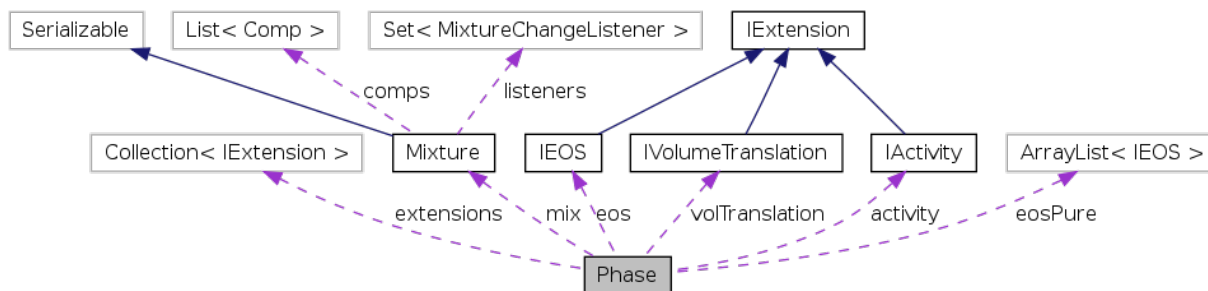 Serializable
List< Comp >
Set< MixtureChangeListener >
IExtension
comps
listeners
Collection< IExtension >
Mixture
IEOS
IVolumeTranslation
IActivity
ArrayList< IEOS >
extensions
mix
eos
volTranslation
activity
eosPure
Phase